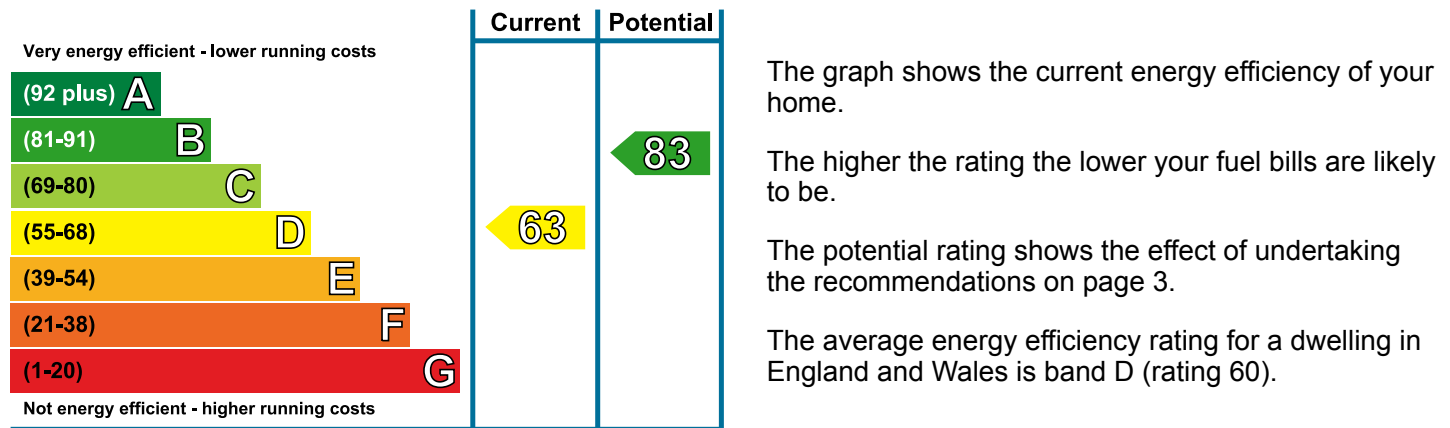 Current Potential
Very energy efficient - lower running costs
(92 plus) A
(81-91) B
(69-80) C
(55-68) D
(39-54) E
(21-38) F
(1-20) G
Not energy efficient - higher running costs
83
63
The graph shows the current energy efficiency of your
home.
The higher the rating the lower your fuel bills are likely
to be.
The potential rating shows the effect of undertaking
the recommendations on page 3.
The average energy efficiency rating for a dwelling in
England and Wales is band D (rating 60).